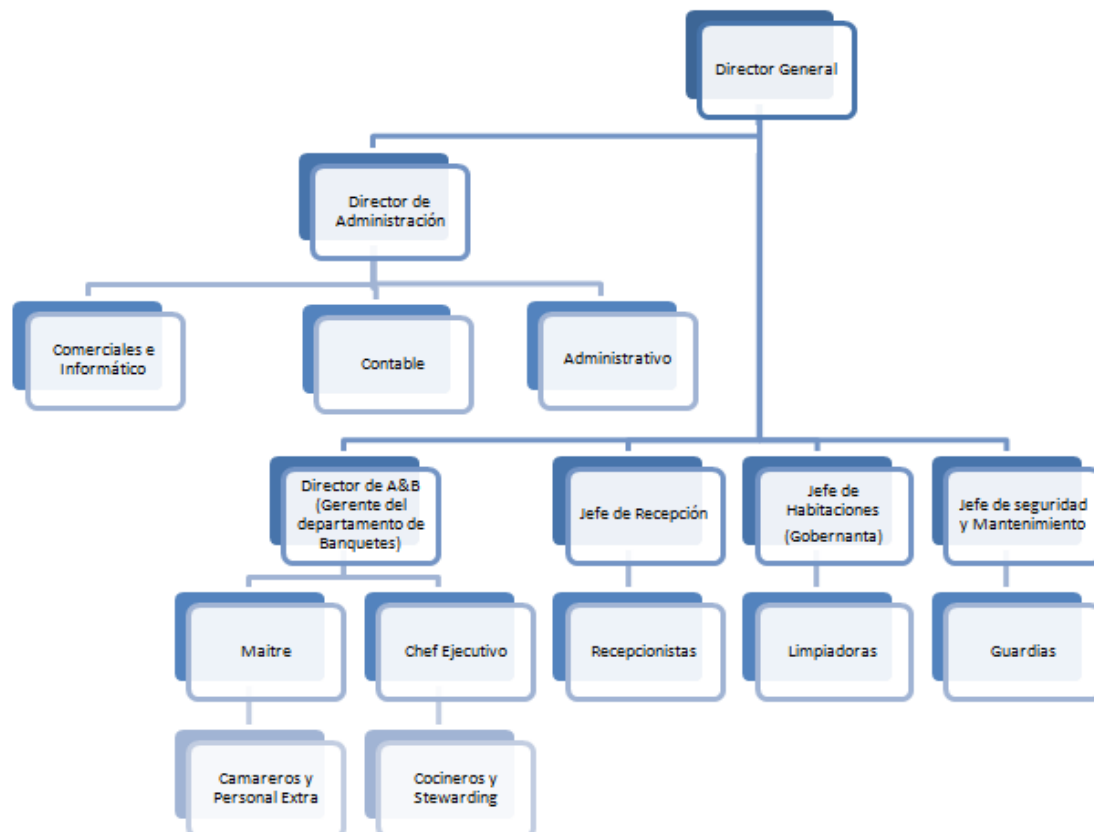 Director General
Director de
Administración
Comerciales e
Informático
Contable
Administrativo
Director de A&B
(Gerente del
departamento de
Banquetes)
Jefe de Recepción
Jefe de
Habitaciones
(Gobernanta)
Jefe de seguridad
y Mantenimiento
Maitre
Chef Ejecutivo
Recepcionistas
Limpiadoras
Guardias
Camareros y
Personal Extra
Cocineros y
Stewarding